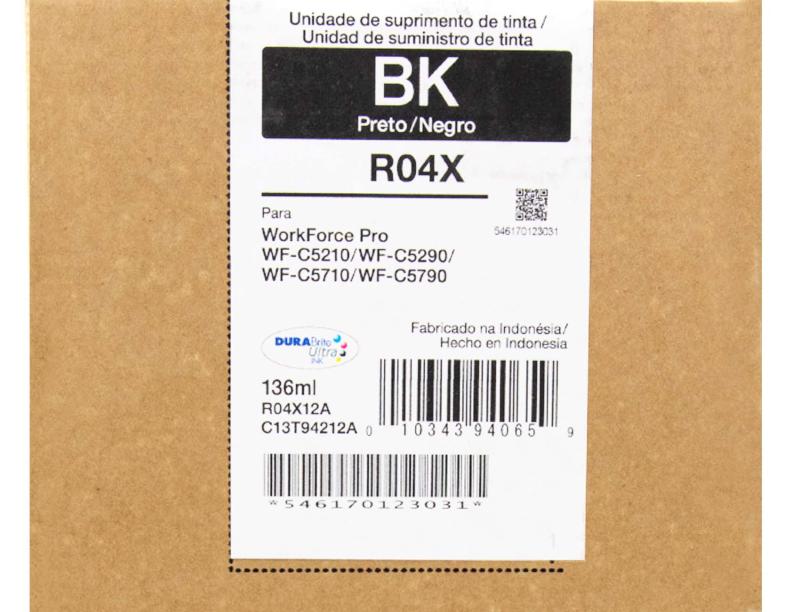 Unidade de suprimento de tinta /
Unidad de suministro de tinta
BK
Preto/Negro
R04X
Para
WorkForce Pro
WF-C5210/WF-C5290/
WF-C5710/WF-C5790
546170123031
Fabricado na Indonésia/
Hecho en Indonesia
DURABrite
Ultra
INK
136ml
R04X12A
C13T94212A
0 10343 94065 9
*546170123031*
1